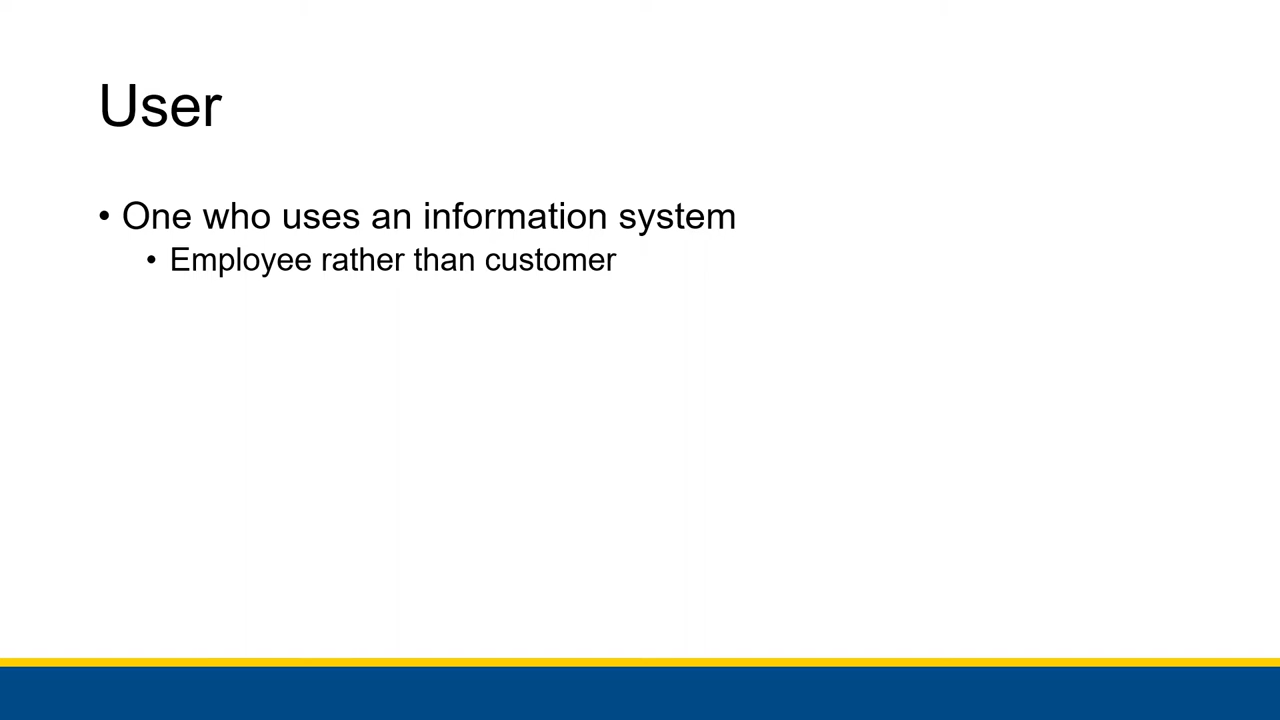 User
• One who uses an information system
• Employee rather than customer